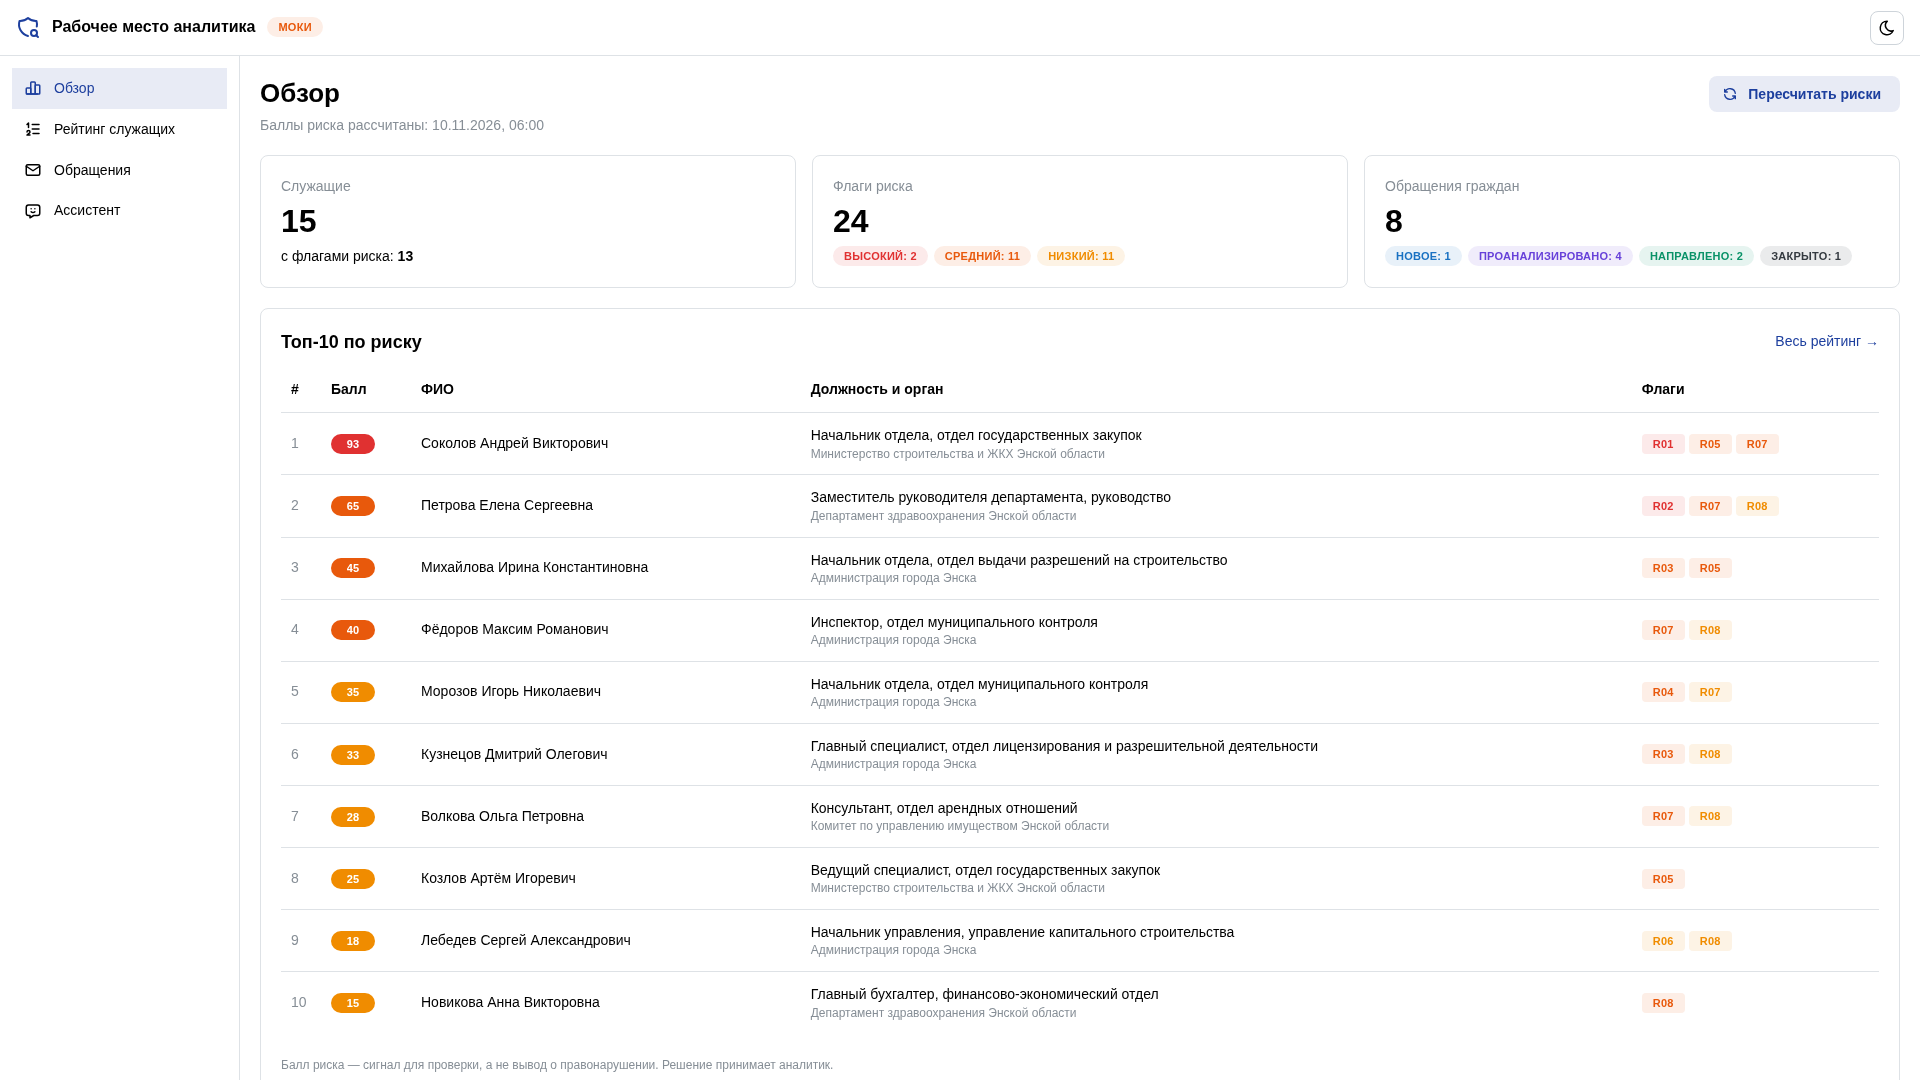 Рабочее место аналитика МОКИ
Обзор
Рейтинг служащих
Обращения
Ассистент
Обзор
Баллы риска рассчитаны: 10.11.2026, 06:00
Пересчитать риски
Служащие
15
с флагами риска: 13
Флаги риска
24
ВЫСОКИЙ: 2 СРЕДНИЙ: 11 НИЗКИЙ: 11
Обращения граждан
8
НОВОЕ: 1 ПРОАНАЛИЗИРОВАНО: 4 НАПРАВЛЕНО: 2 ЗАКРЫТО: 1
Топ-10 по риску
Весь рейтинг →
# Балл ФИО Должность и орган Флаги
1 93 Соколов Андрей Викторович Начальник отдела, отдел государственных закупок R01 R05 R07
Министерство строительства и ЖКХ Энской области
2 65 Петрова Елена Сергеевна Заместитель руководителя департамента, руководство R02 R07 R08
Департамент здравоохранения Энской области
3 45 Михайлова Ирина Константиновна Начальник отдела, отдел выдачи разрешений на строительство R03 R05
Администрация города Энска
4 40 Фёдоров Максим Романович Инспектор, отдел муниципального контроля R07 R08
Администрация города Энска
5 35 Морозов Игорь Николаевич Начальник отдела, отдел муниципального контроля R04 R07
Администрация города Энска
6 33 Кузнецов Дмитрий Олегович Главный специалист, отдел лицензирования и разрешительной деятельности R03 R08
Администрация города Энска
7 28 Волкова Ольга Петровна Консультант, отдел арендных отношений R07 R08
Комитет по управлению имуществом Энской области
8 25 Козлов Артём Игоревич Ведущий специалист, отдел государственных закупок R05
Министерство строительства и ЖКХ Энской области
9 18 Лебедев Сергей Александрович Начальник управления, управление капитального строительства R06 R08
Администрация города Энска
10 15 Новикова Анна Викторовна Главный бухгалтер, финансово-экономический отдел R08
Департамент здравоохранения Энской области
Балл риска — сигнал для проверки, а не вывод о правонарушении. Решение принимает аналитик.